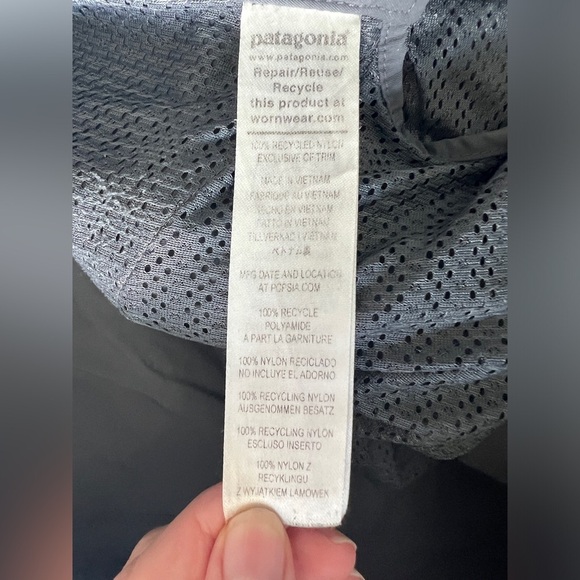 patagonia®
www.patagonia.com
Repair/Reuse/
Recycle
this product at
wornwear.com
100% RECYCLED NYLON
EXCLUSIVE OF TRIM
MADE IN VIETNAM
FABRIQUÉ AU VIETNAM
HECHO EN VIETNAM
FATTO IN VIETNAM
TILLVERKAD I VIETNAM
ベトナム製
MFG DATE AND LOCATION
AT PCPSIA.COM
100% RECYCLE
POLYAMIDE
A PART LA GARNITURE
100% NYLON RECICLADO
NO INCLUYE EL ADORNO
100% RECYCLING NYLON
AUSGENOMMEN BESATZ
100% RECYCLING NYLON
ESCLUSO INSERTO
100% NYLON Z
RECYKLINGU
Z WYJĄTKIEM LAMÓWEK